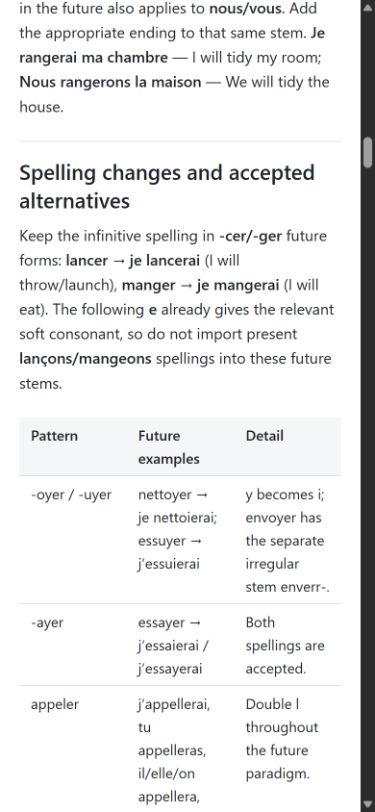 in the future also applies to nous/vous. Add
the appropriate ending to that same stem. Je
rangerai ma chambre — I will tidy my room;
Nous rangerons la maison — We will tidy the
house.
Spelling changes and accepted
alternatives
Keep the infinitive spelling in -cer/-ger future
forms: lancer → je lancerai (I will
throw/launch), manger → je mangerai (I will
eat). The following e already gives the relevant
soft consonant, so do not import present
lançons/mangeons spellings into these future
stems.
Pattern
Future
examples
Detail
-oyer / -uyer
nettoyer →
je nettoierai;
essuyer →
j'essuierai
y becomes i;
envoyer has
the separate
irregular
stem enverr-.
-ayer
essayer →
j'essaierai /
j'essayerai
Both
spellings are
accepted.
appeler
j'appellerai,
tu
appelleras,
il/elle/on
appellera,
Double l
throughout
the future
paradigm.